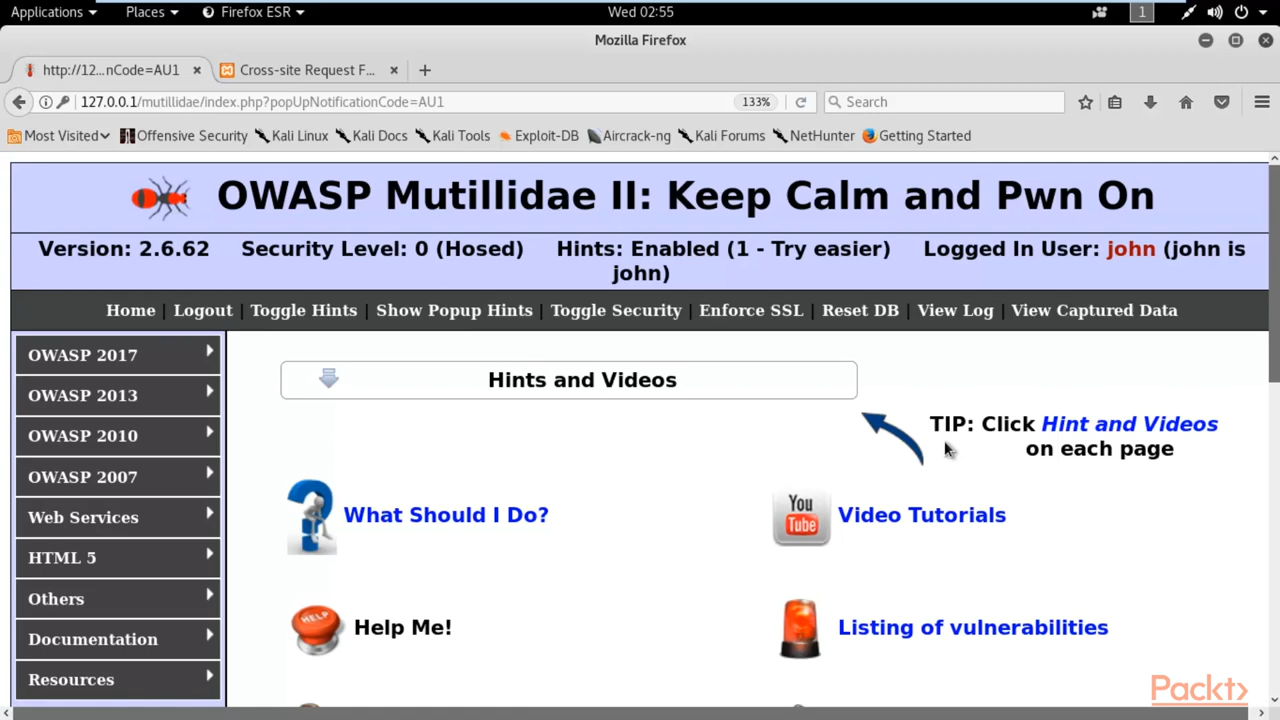 Applications Places Firefox ESR Wed 02:55 1
Mozilla Firefox
http://12...nCode=AU1 Cross-site Request F...
127.0.0.1/mutillidae/index.php?popUpNotificationCode=AU1 133% Search
Most Visited Offensive Security Kali Linux Kali Docs Kali Tools Exploit-DB Aircrack-ng Kali Forums NetHunter Getting Started
OWASP Mutillidae II: Keep Calm and Pwn On
Version: 2.6.62 Security Level: 0 (Hosed) Hints: Enabled (1 - Try easier) Logged In User: john (john is
john)
Home | Logout | Toggle Hints | Show Popup Hints | Toggle Security | Enforce SSL | Reset DB | View Log | View Captured Data
OWASP 2017
OWASP 2013
OWASP 2010
OWASP 2007
Web Services
HTML 5
Others
Documentation
Resources
Hints and Videos
TIP: Click Hint and Videos
on each page
What Should I Do?
You
Tube
Video Tutorials
HELP
Help Me!
Listing of vulnerabilities
Packt>